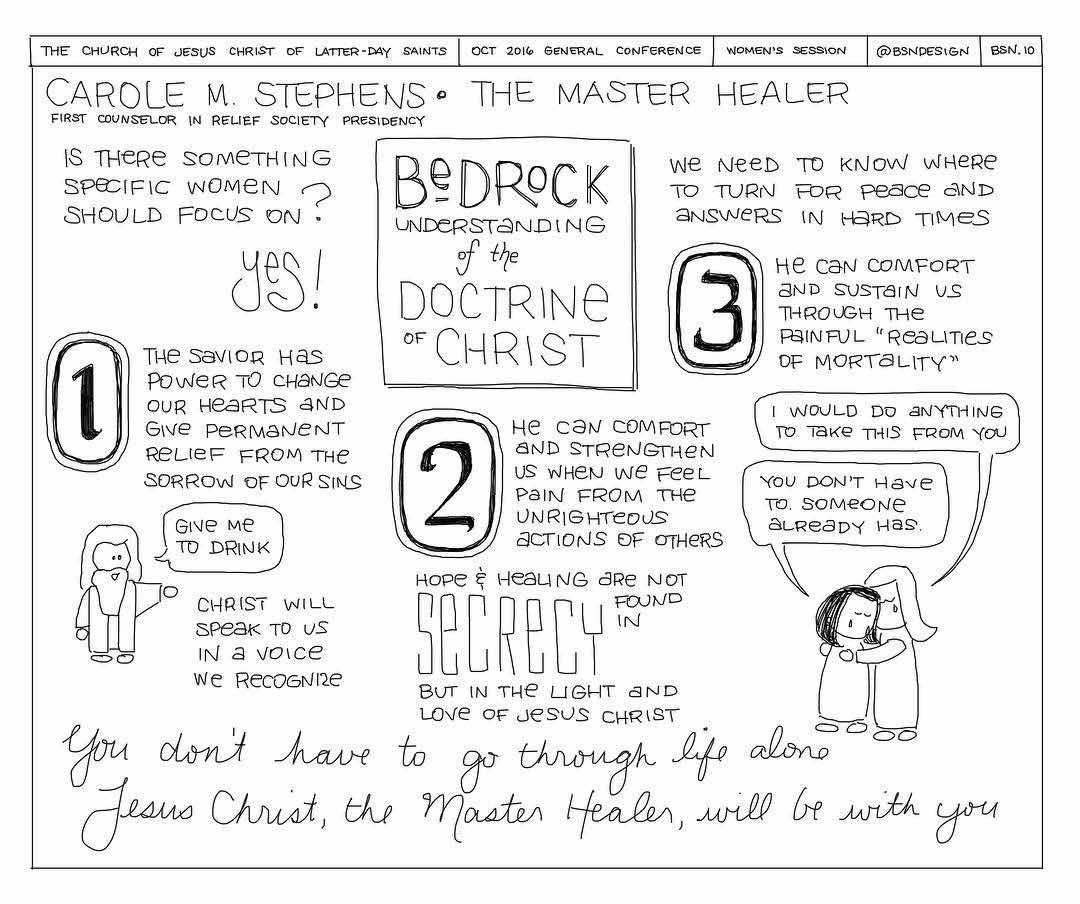 THE CHURCH OF JESUS CHRIST OF LATTER-DAY SAINTS
OCT 2016 GENERAL CONFERENCE
WOMEN'S SESSION
@BSNDESIGN
BSN.10
CAROLE M. STEPHENS • THE MASTER HEALER
FIRST COUNSELOR IN RELIEF SOCIETY PRESIDENCY
IS THERE SOMETHING
SPECIFIC WOMEN
SHOULD FOCUS ON?
YES!
BEDROCK
UNDERSTANDING
of the
DOCTRINE
OF CHRIST
1
THE SAVIOR HAS
POWER TO CHANGE
OUR HEARTS AND
GIVE PERMANENT
RELIEF FROM THE
SORROW OF OUR SINS
GIVE ME
TO DRINK
CHRIST WILL
SPEAK TO US
IN A VOICE
WE RECOGNIZE
2
HE CAN COMFORT
AND STRENGTHEN
US WHEN WE FEEL
PAIN FROM THE
UNRIGHTEOUS
ACTIONS OF OTHERS
HOPE & HEALING ARE NOT
FOUND
IN
SECRECY
BUT IN THE LIGHT AND
LOVE OF JESUS CHRIST
WE NEED TO KNOW WHERE
TO TURN FOR PEACE AND
ANSWERS IN HARD TIMES
3
HE CAN COMFORT
AND SUSTAIN US
THROUGH THE
PAINFUL "REALITIES
OF MORTALITY"
I WOULD DO ANYTHING
TO TAKE THIS FROM YOU
YOU DON'T HAVE
TO. SOMEONE
ALREADY HAS.
You don't have to go through life alone
Jesus Christ, the Master Healer, will be with you